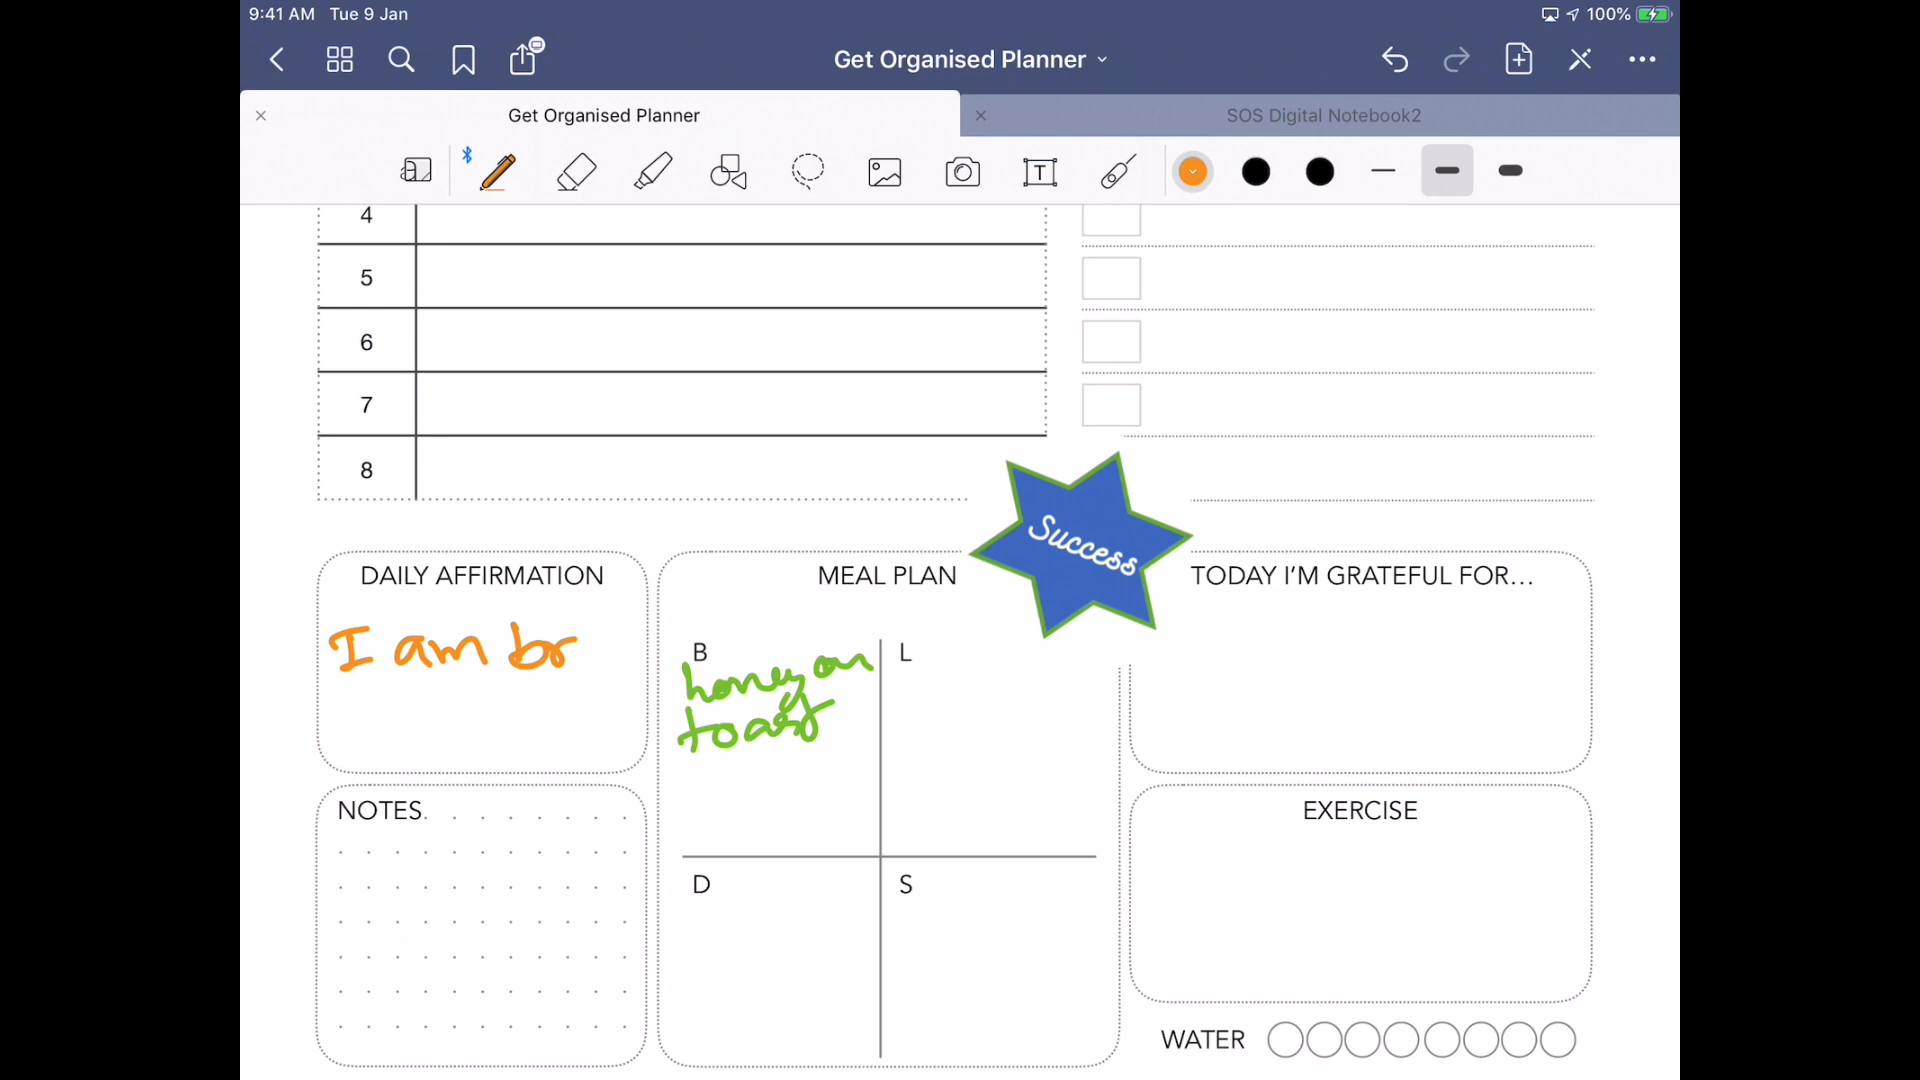 9:41 AM Tue 9 Jan 100%
Get Organised Planner
Get Organised Planner SOS Digital Notebook2
4
5
6
7
8
Success
DAILY AFFIRMATION
I am br
MEAL PLAN
B
honey on
toast
L
D
S
TODAY I'M GRATEFUL FOR...
NOTES
EXERCISE
WATER